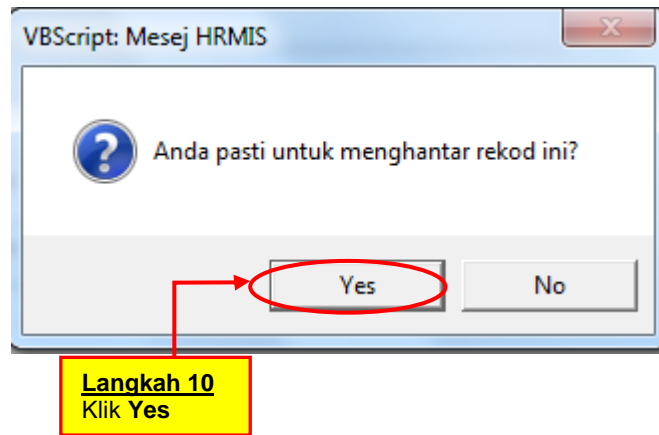 VBScript: Mesej HRMIS
Anda pasti untuk menghantar rekod ini?
Yes
No
Langkah 10
Klik Yes